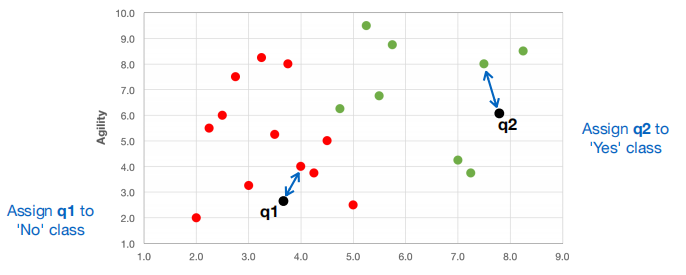 10.0
9.0
8.0
7.0
6.0
5.0
4.0
3.0
2.0
1.0
Agility
1.0 2.0 3.0 4.0 5.0 6.0 7.0 8.0 9.0
q1
q2
Assign q1 to
'No' class
Assign q2 to
'Yes' class